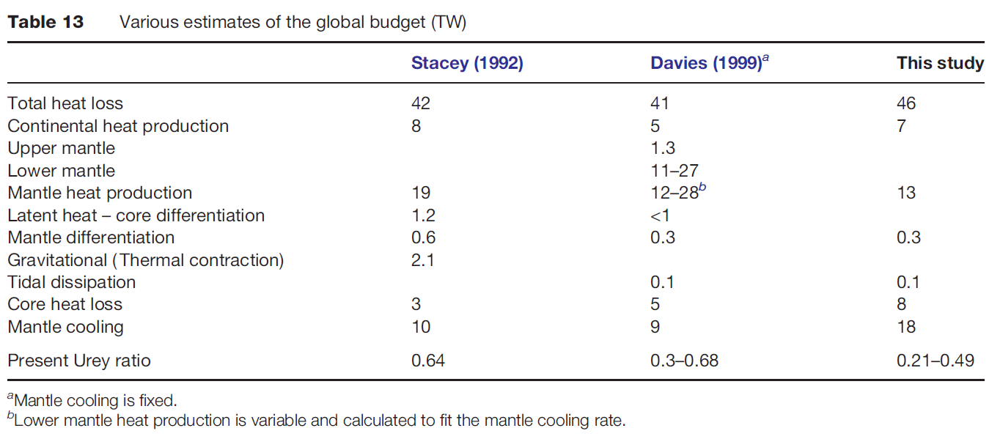 Table 13 Various estimates of the global budget (TW)
Stacey (1992) Davies (1999)a This study
Total heat loss 42 41 46
Continental heat production 8 5 7
Upper mantle 1.3
Lower mantle 11–27
Mantle heat production 19 12–28b 13
Latent heat – core differentiation 1.2 <1
Mantle differentiation 0.6 0.3 0.3
Gravitational (Thermal contraction) 2.1
Tidal dissipation 0.1 0.1
Core heat loss 3 5 8
Mantle cooling 10 9 18
Present Urey ratio 0.64 0.3–0.68 0.21–0.49
aMantle cooling is fixed.
bLower mantle heat production is variable and calculated to fit the mantle cooling rate.